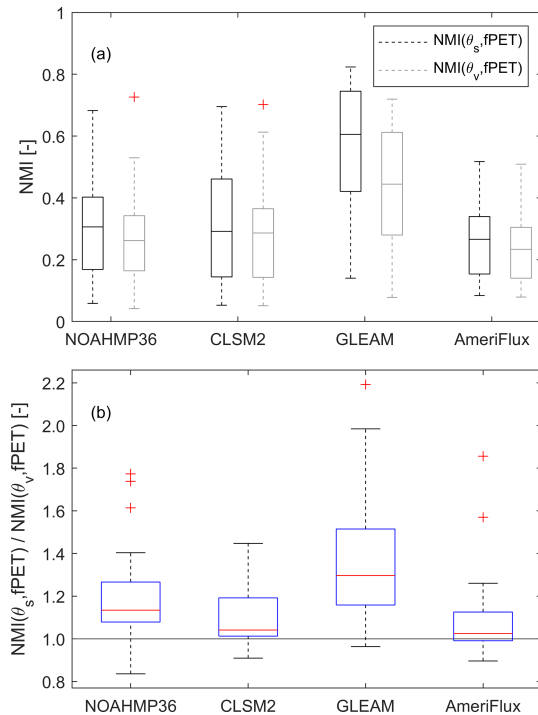 (a)
NMI(θs,fPET)
NMI(θv,fPET)
1
0.8
0.6
0.4
0.2
0
NMI [-]
NOAHMP36 CLSM2 GLEAM AmeriFlux
(b)
2.2
2.0
1.8
1.6
1.4
1.2
1.0
0.8
NMI(θs,fPET) / NMI(θv,fPET) [-]
NOAHMP36 CLSM2 GLEAM AmeriFlux